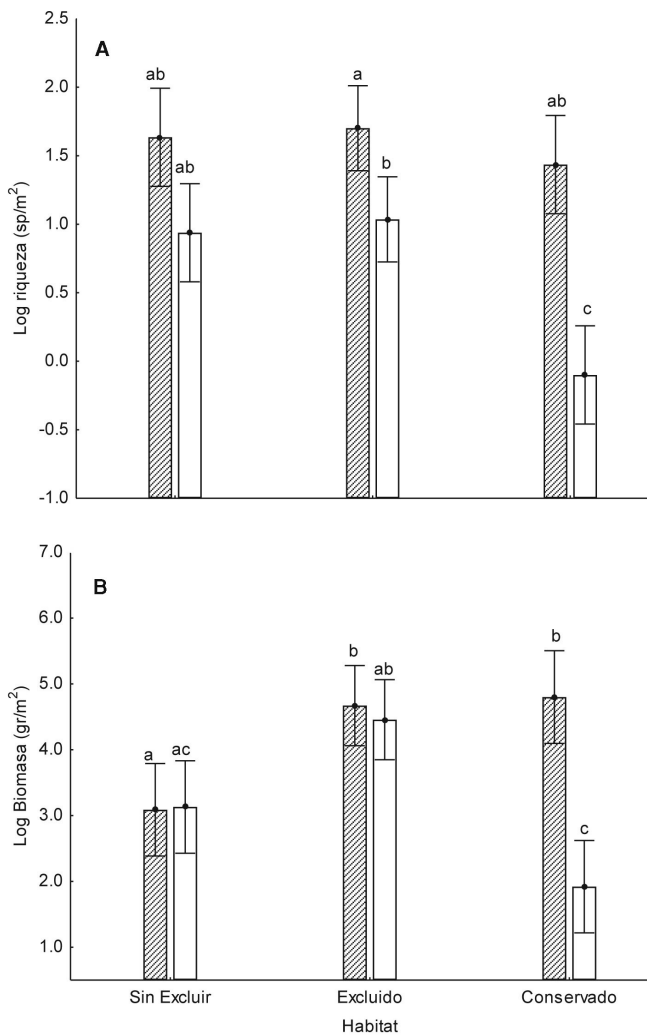 A
2.5
2.0
1.5
1.0
0.5
0.0
-0.5
-1.0
Log riqueza (sp/m²)
ab
ab
a
b
ab
c
B
7.0
6.0
5.0
4.0
3.0
2.0
1.0
Log Biomasa (gr/m²)
a
ac
b
ab
b
c
Sin Excluir
Excluido
Conservado
Habitat